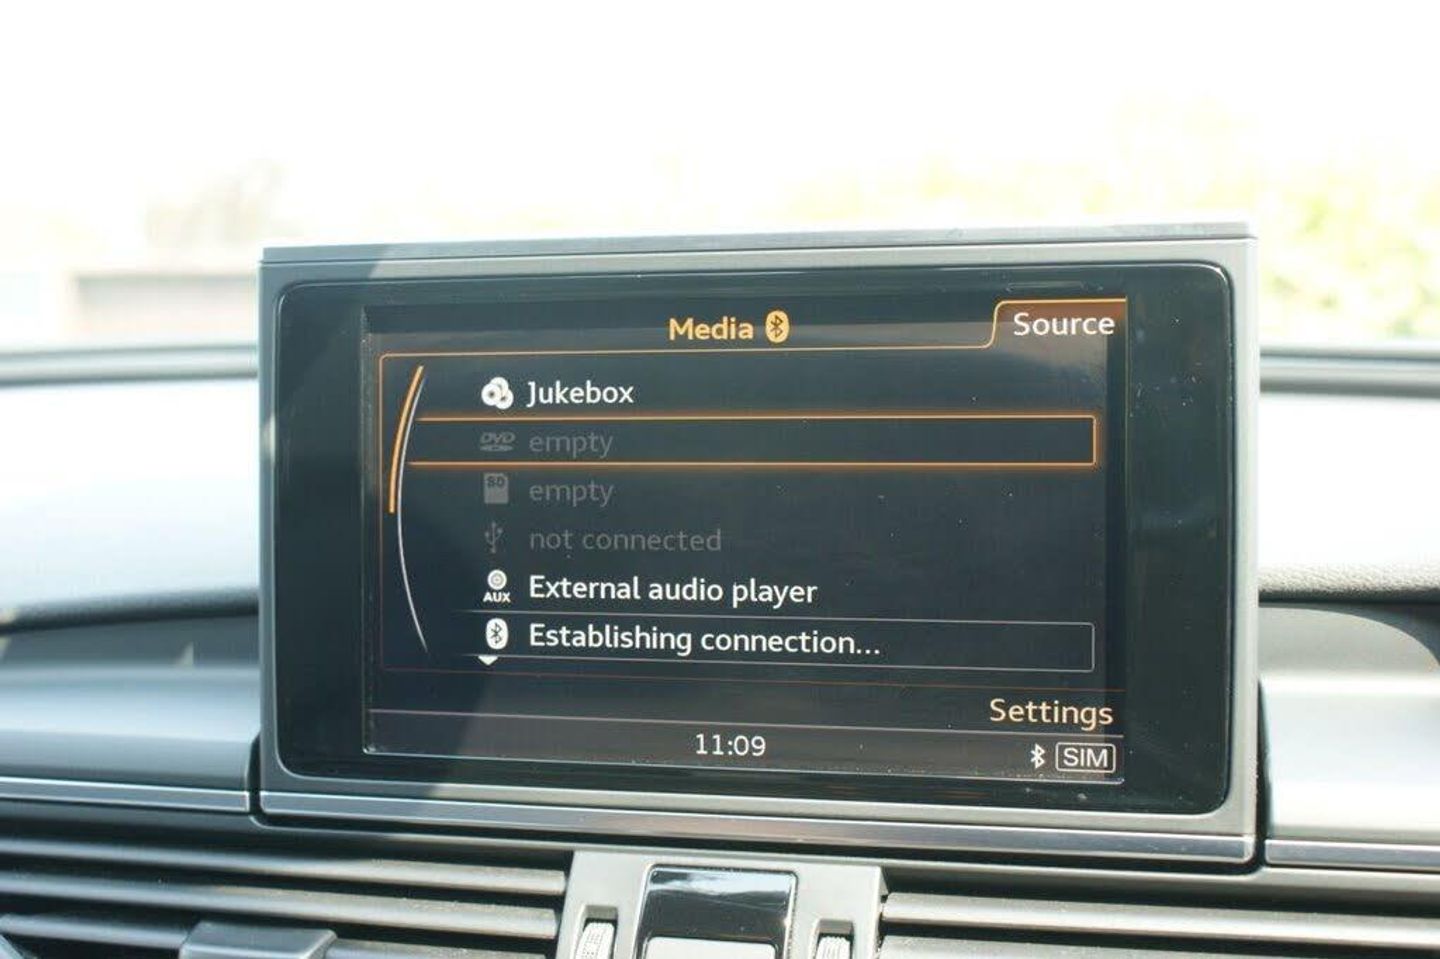 Media
Source
Jukebox
DVD empty
SD empty
not connected
AUX External audio player
Establishing connection...
Settings
11:09
SIM